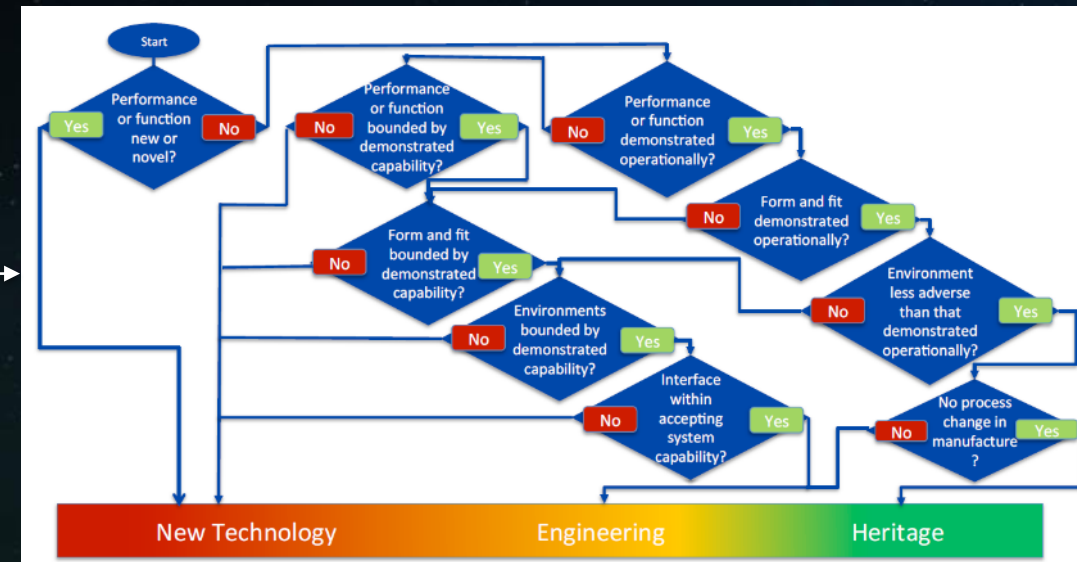 Start
Performance
or function
new or
novel?
Yes
No
Performance
or function
bounded by
demonstrated
capability?
No
Yes
Performance
or function
demonstrated
operationally?
No
Yes
Form and fit
demonstrated
operationally?
No
Yes
Form and fit
bounded by
demonstrated
capability?
No
Yes
Environment
less adverse
than that
demonstrated
operationally?
No
Yes
Environments
bounded by
demonstrated
capability?
No
Yes
Interface
within
accepting
system
capability?
No
Yes
No process
change in
manufacture
?
No
Yes
New Technology
Engineering
Heritage